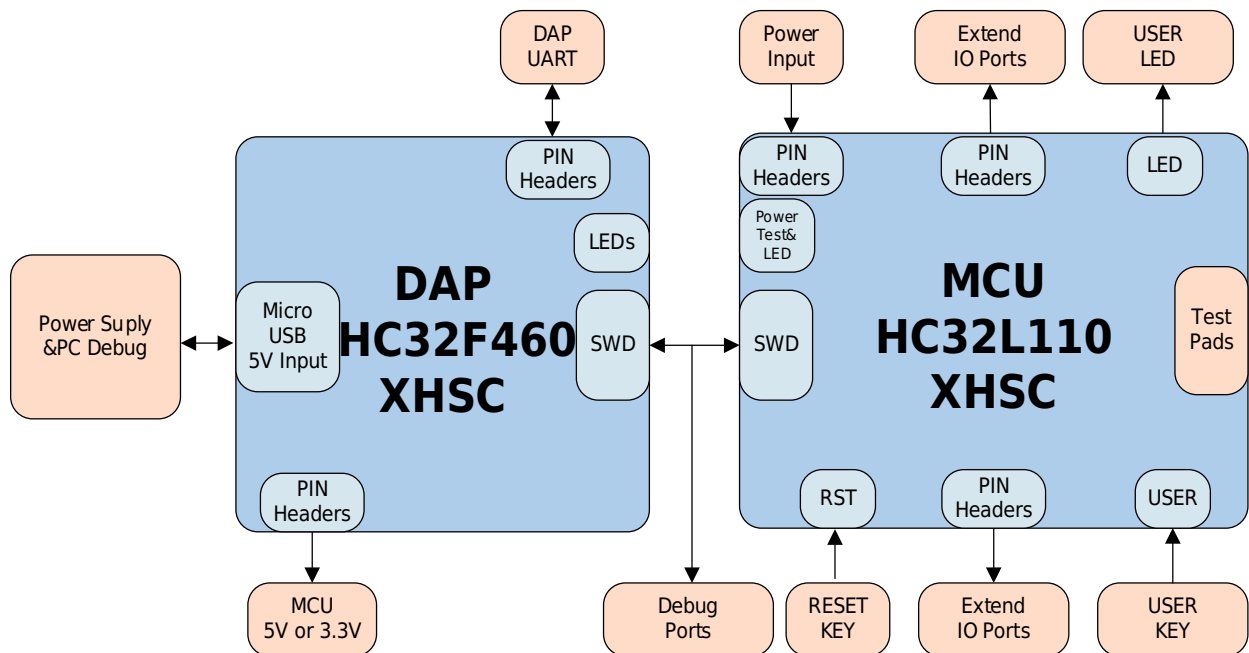 DAP
UART
Power
Input
Extend
IO Ports
USER
LED
PIN
Headers
PIN
Headers
PIN
Headers
LED
Power
Test&
LED
LEDs
Power Suply
&PC Debug
Micro
USB
5V Input
DAP
HC32F460
XHSC
SWD
SWD
MCU
HC32L110
XHSC
Test
Pads
PIN
Headers
RST
PIN
Headers
USER
MCU
5V or 3.3V
Debug
Ports
RESET
KEY
Extend
IO Ports
USER
KEY